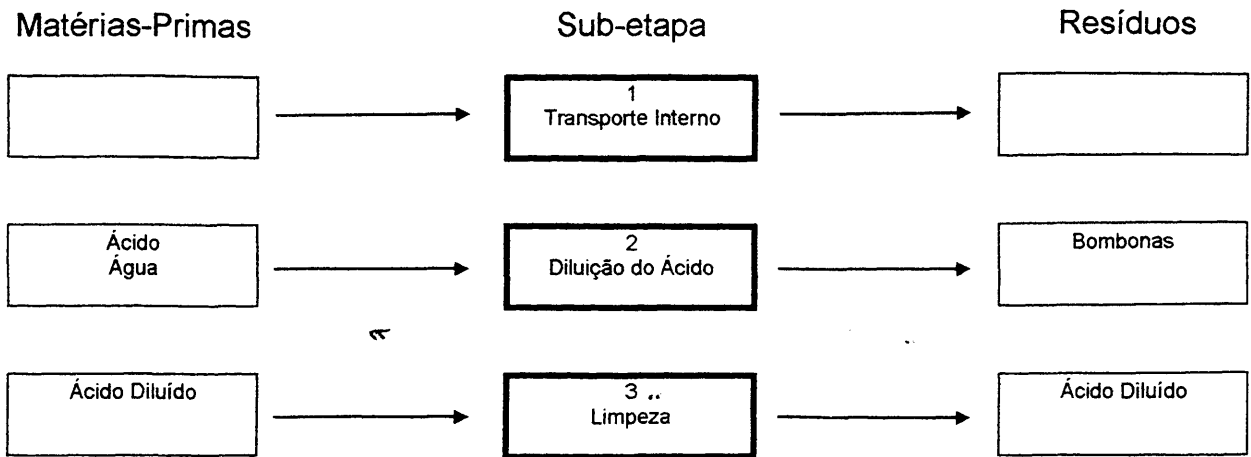 Matérias-Primas
Sub-etapa
Resíduos
1
Transporte Interno
Ácido
Água
2
Diluição do Ácido
Bombonas
Ácido Diluído
3
Limpeza
Ácido Diluído